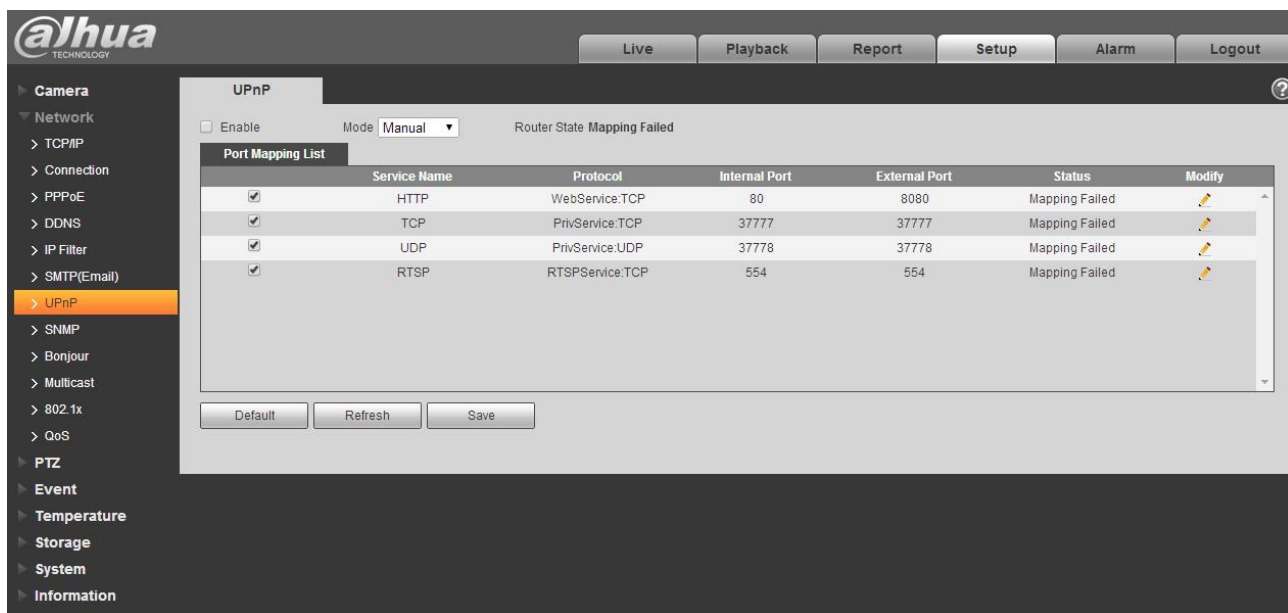 alhua
TECHNOLOGY
Live Playback Report Setup Alarm Logout
Camera
Network
> TCP/IP
> Connection
> PPPoE
> DDNS
> IP Filter
> SMTP(Email)
> UPnP
> SNMP
> Bonjour
> Multicast
> 802.1x
> QoS
PTZ
Event
Temperature
Storage
System
Information
UPnP
?
Enable Mode Manual Router State Mapping Failed
Port Mapping List
Service Name Protocol Internal Port External Port Status Modify
HTTP WebService:TCP 80 8080 Mapping Failed
TCP PrivService:TCP 37777 37777 Mapping Failed
UDP PrivService:UDP 37778 37778 Mapping Failed
RTSP RTSPService:TCP 554 554 Mapping Failed
Default Refresh Save